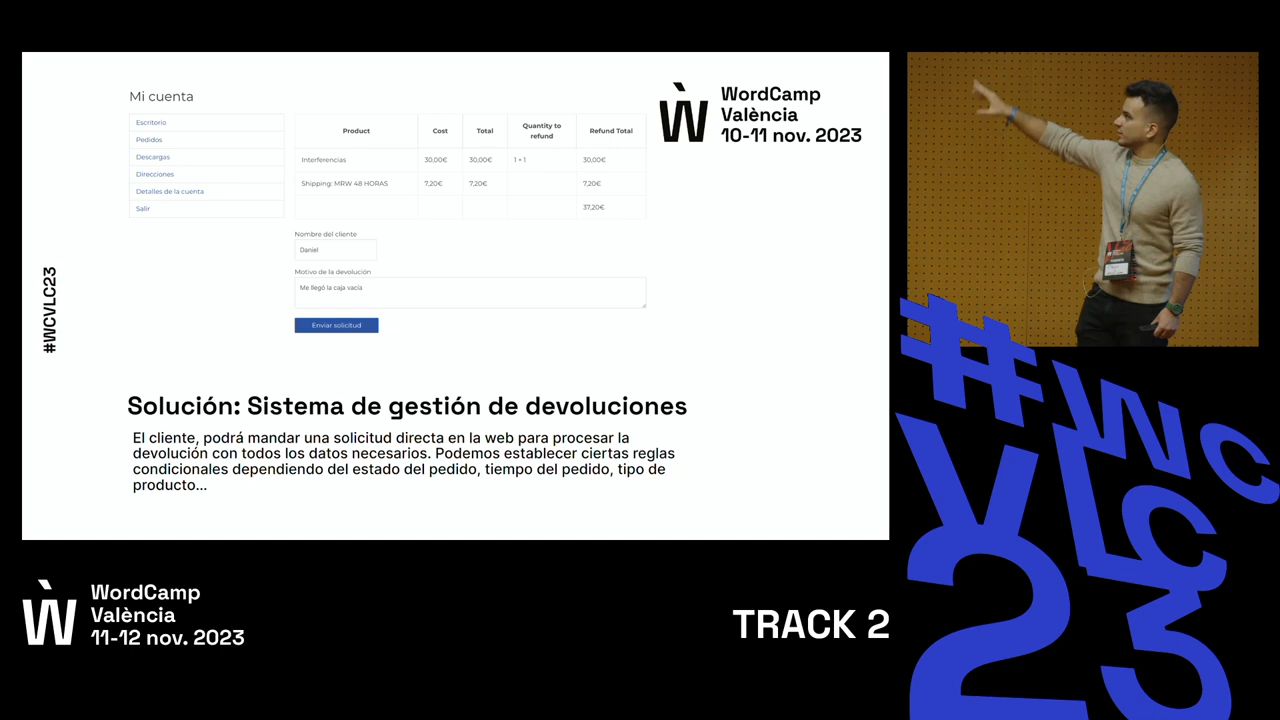 Mi cuenta
Escritorio
Pedidos
Descargas
Direcciones
Detalles de la cuenta
Salir
Product Cost Total Quantity to refund Refund Total
Interferencias 30,00€ 30,00€ 1 × 1 30,00€
Shipping: MRW 48 HORAS 7,20€ 7,20€ 7,20€
37,20€
Nombre del cliente
Daniel
Motivo de la devolución
Me llegó la caja vacía
Enviar solicitud
Ẁ WordCamp
València
10-11 nov. 2023
#WCVLC23
Solución: Sistema de gestión de devoluciones
El cliente, podrá mandar una solicitud directa en la web para procesar la
devolución con todos los datos necesarios. Podemos establecer ciertas reglas
condicionales dependiendo del estado del pedido, tiempo del pedido, tipo de
producto...
Ẁ WordCamp
València
11-12 nov. 2023
TRACK 2
#WC
VLC
23